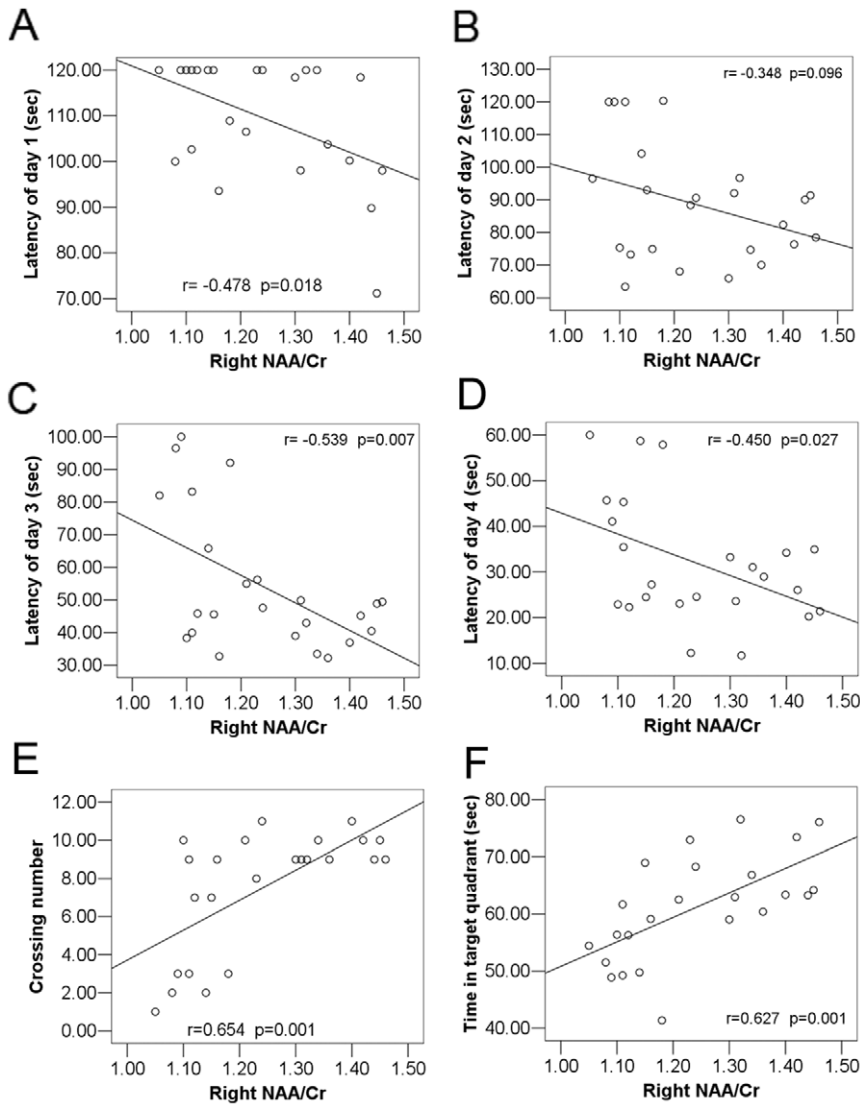 A
Latency of day 1 (sec)
120.00
110.00
100.00
90.00
80.00
70.00
r= -0.478 p=0.018
1.00 1.10 1.20 1.30 1.40 1.50
Right NAA/Cr
B
Latency of day 2 (sec)
130.00
120.00
110.00
100.00
90.00
80.00
70.00
60.00
r= -0.348 p=0.096
1.00 1.10 1.20 1.30 1.40 1.50
Right NAA/Cr
C
Latency of day 3 (sec)
100.00
90.00
80.00
70.00
60.00
50.00
40.00
30.00
r= -0.539 p=0.007
1.00 1.10 1.20 1.30 1.40 1.50
Right NAA/Cr
D
Latency of day 4 (sec)
60.00
50.00
40.00
30.00
20.00
10.00
r= -0.450 p=0.027
1.00 1.10 1.20 1.30 1.40 1.50
Right NAA/Cr
E
Crossing number
12.00
10.00
8.00
6.00
4.00
2.00
0.00
r=0.654 p=0.001
1.00 1.10 1.20 1.30 1.40 1.50
Right NAA/Cr
F
Time in target quadrant (sec)
80.00
70.00
60.00
50.00
40.00
r=0.627 p=0.001
1.00 1.10 1.20 1.30 1.40 1.50
Right NAA/Cr